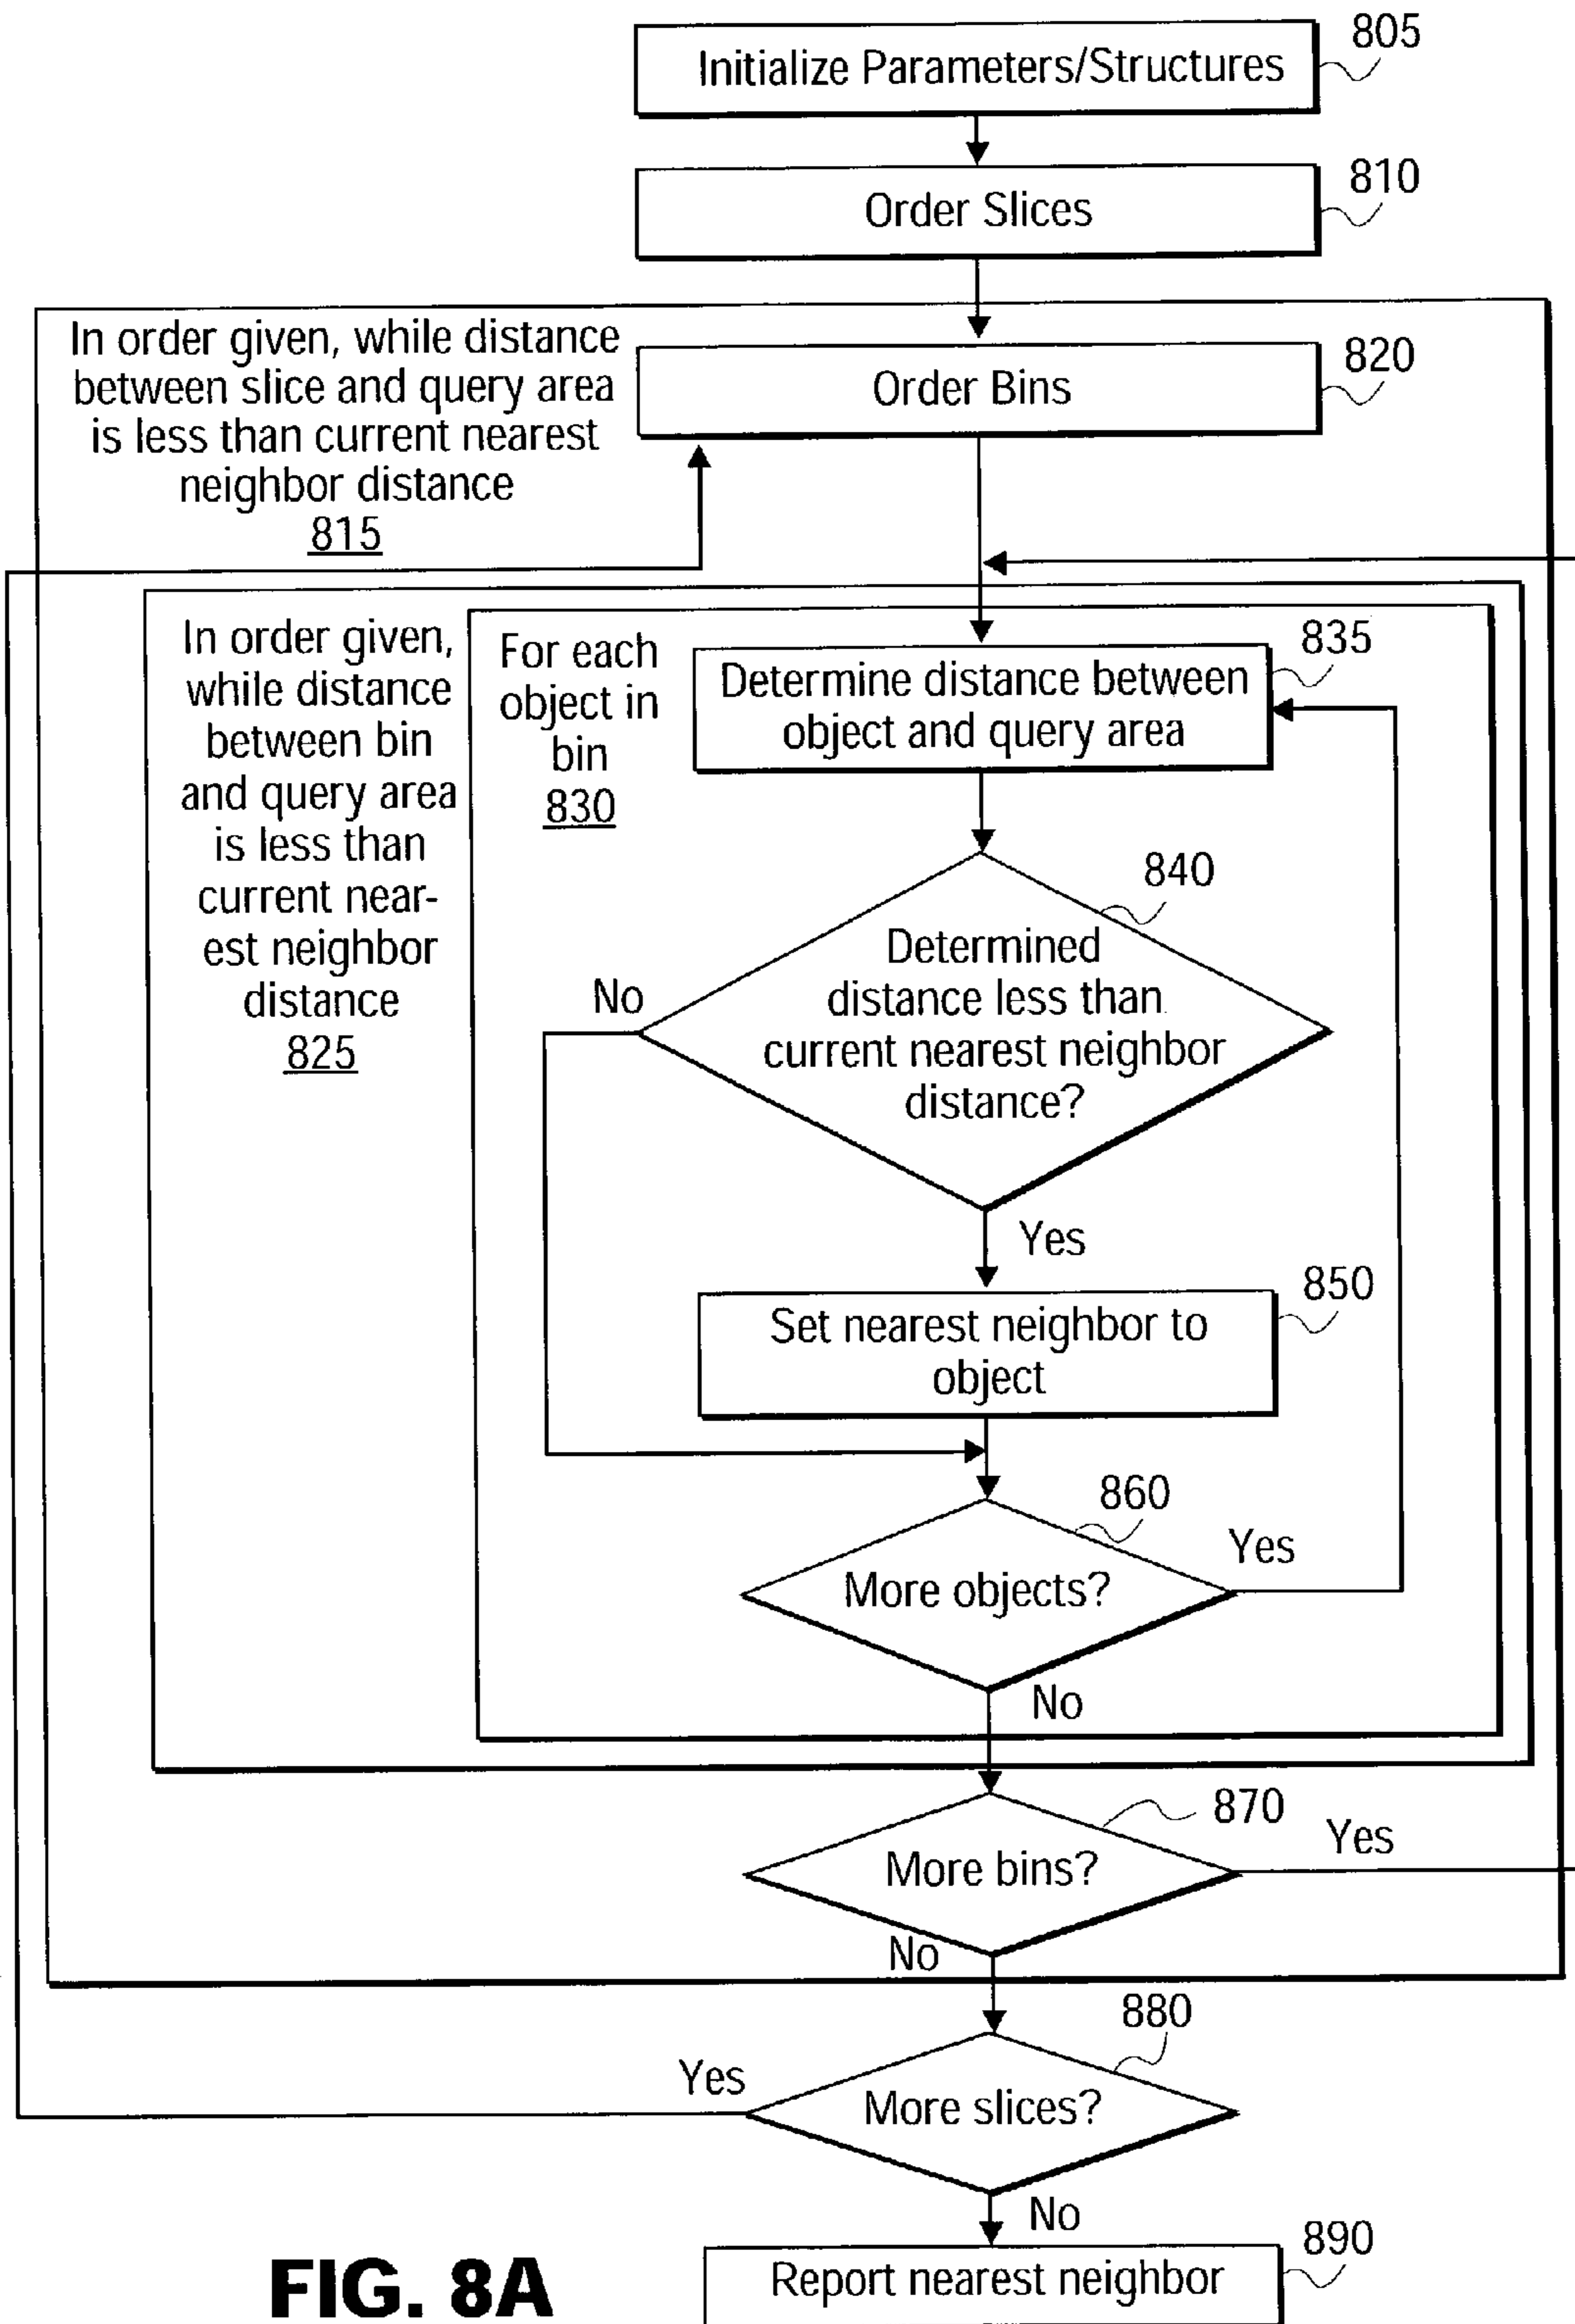 Initialize Parameters/Structures
805
Order Slices
810
In order given, while distance
between slice and query area
is less than current nearest
neighbor distance
815
Order Bins
820
In order given,
while distance
between bin
and query area
is less than
current near-
est neighbor
distance
825
For each
object in
bin
830
Determine distance between
object and query area
835
Determined
distance less than
current nearest neighbor
distance?
840
No
Yes
Set nearest neighbor to
object
850
More objects?
860
Yes
No
More bins?
870
Yes
No
More slices?
880
Yes
No
Report nearest neighbor
890
FIG. 8A